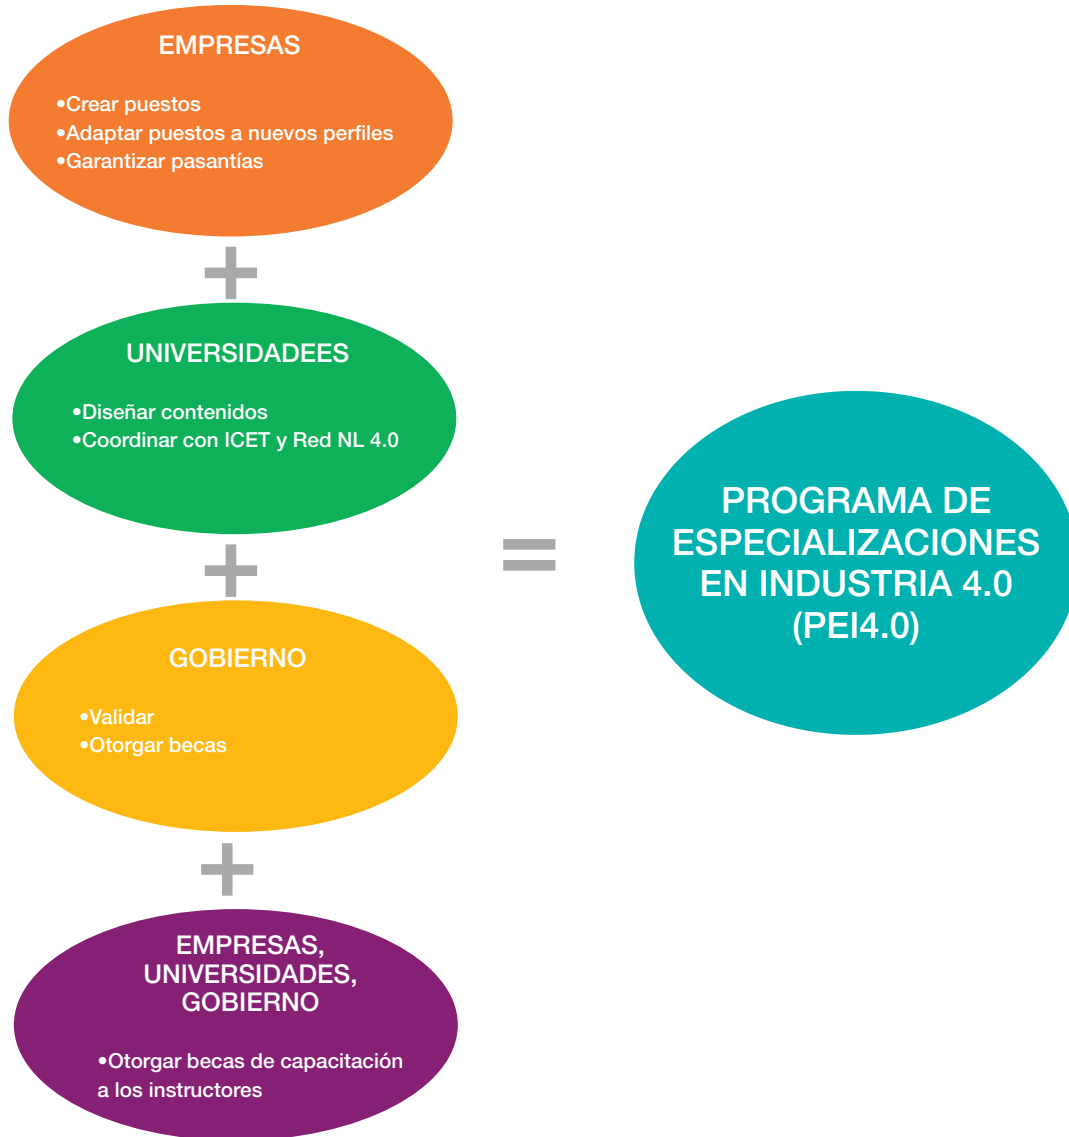 EMPRESAS
•Crear puestos
•Adaptar puestos a nuevos perfiles
•Garantizar pasantías
+
UNIVERSIDADEES
•Diseñar contenidos
•Coordinar con ICET y Red NL 4.0
+
GOBIERNO
•Validar
•Otorgar becas
+
EMPRESAS,
UNIVERSIDADES,
GOBIERNO
•Otorgar becas de capacitación
a los instructores
=
PROGRAMA DE
ESPECIALIZACIONES
EN INDUSTRIA 4.0
(PEI4.0)